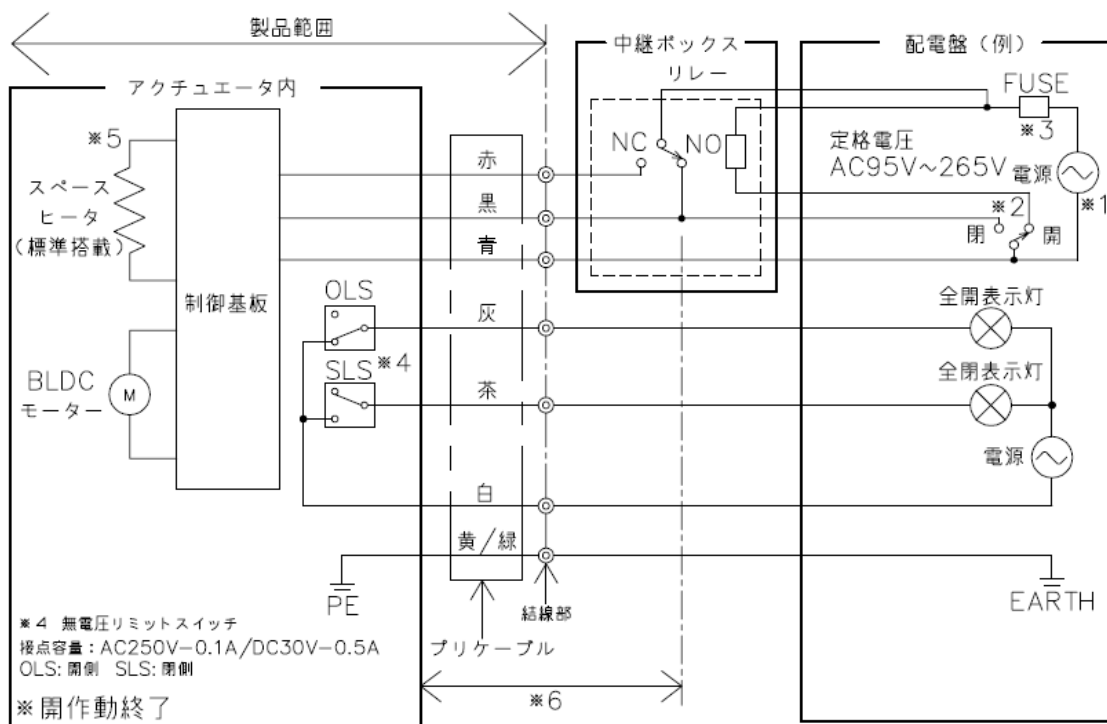 製品範囲
中継ボックス
配電盤（例）
アクチュエータ内
リレー
FUSE
※5
※3
スペース
ヒータ
（標準搭載）
赤
NC
NO
定格電圧
AC95V～265V
電源
※1
黒
※2
閉
開
青
制御基板
OLS
灰
全開表示灯
SLS
※4
BLDC
モーター
M
茶
全閉表示灯
電源
白
黄/緑
PE
EARTH
結線部
プリケーブル
※4 無電圧リミットスイッチ
接点容量：AC250V-0.1A/DC30V-0.5A
OLS: 開側 SLS: 閉側
※6
※開作動終了